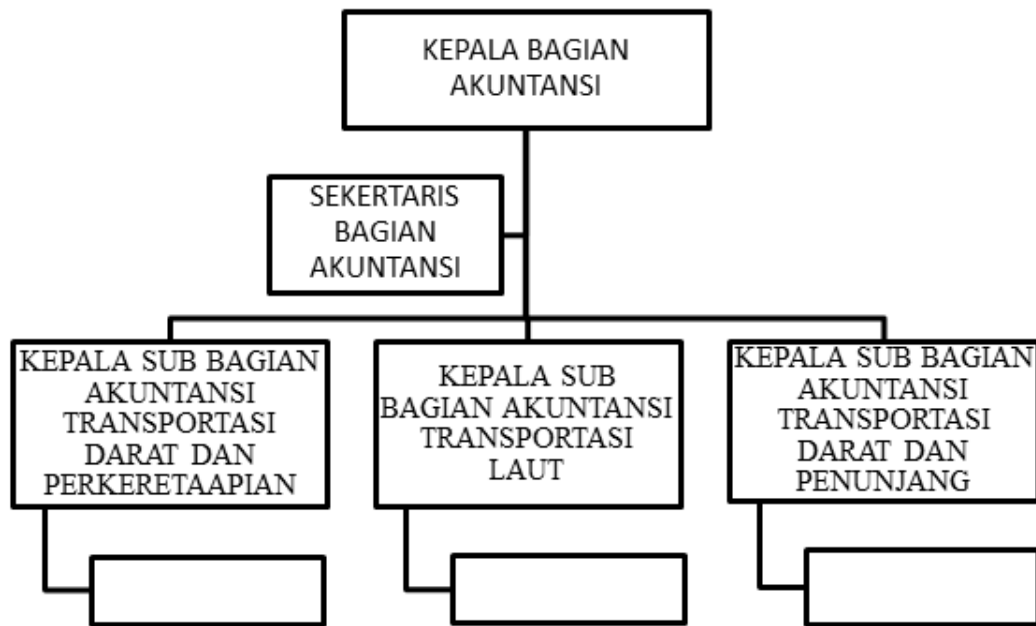 KEPALA BAGIAN
AKUNTANSI
SEKERTARIS
BAGIAN
AKUNTANSI
KEPALA SUB BAGIAN
AKUNTANSI
TRANSPORTASI
DARAT DAN
PERKERETAAPIAN
KEPALA SUB
BAGIAN AKUNTANSI
TRANSPORTASI
LAUT
KEPALA SUB BAGIAN
AKUNTANSI
TRANSPORTASI
DARAT DAN
PENUNJANG